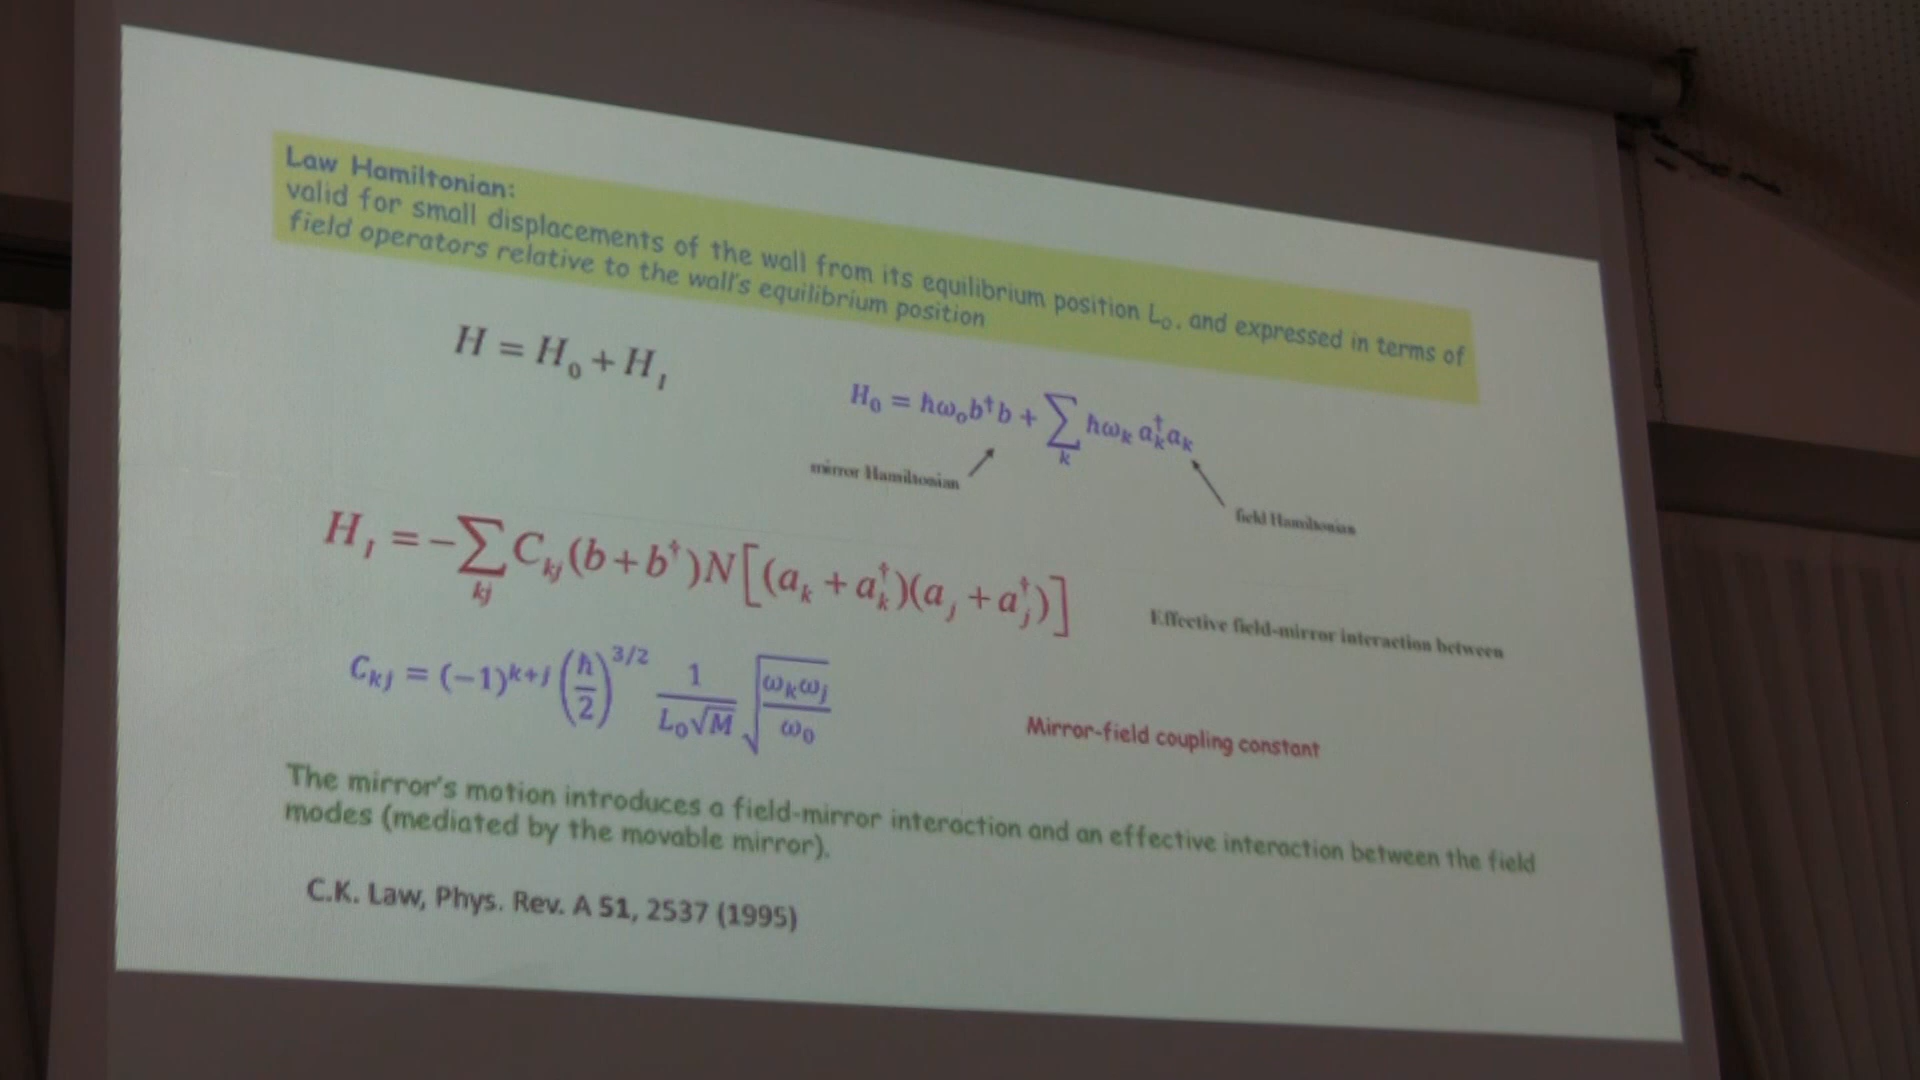 Law Hamiltonian:
valid for small displacements of the wall from its equilibrium position L₀, and expressed in terms of
field operators relative to the wall's equilibrium position
H = H₀ + H_I
H₀ = ħω₀b†b + ∑_k ħω_k a_k†a_k
mirror Hamiltonian
field Hamiltonian
H_I = −∑_kj C_kj (b + b†)N[(a_k + a_k†)(a_j + a_j†)]
Effective field-mirror interaction between
C_kj = (−1)^{k+j} (ħ/2)^{3/2} 1/(L₀√M) √(ω_kω_j/ω₀)
Mirror-field coupling constant
The mirror's motion introduces a field-mirror interaction and an effective interaction between the field
modes (mediated by the movable mirror).
C.K. Law, Phys. Rev. A 51, 2537 (1995)